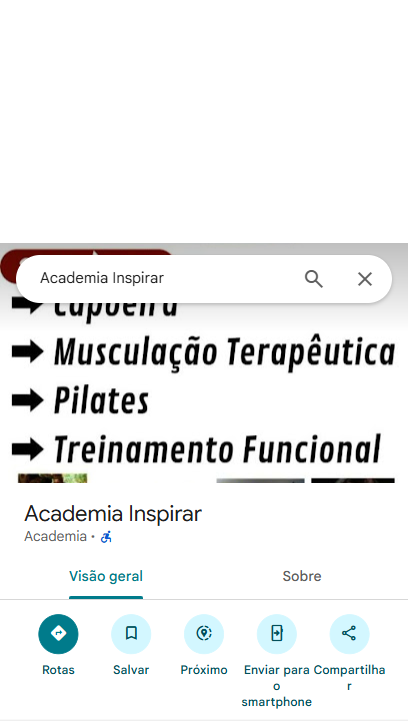 Academia Inspirar
Capoeira
Musculação Terapêutica
Pilates
Treinamento Funcional
Academia Inspirar
Academia •
Visão geral
Sobre
Rotas
Salvar
Próximo
Enviar para
o
smartphone
Compartilha
r